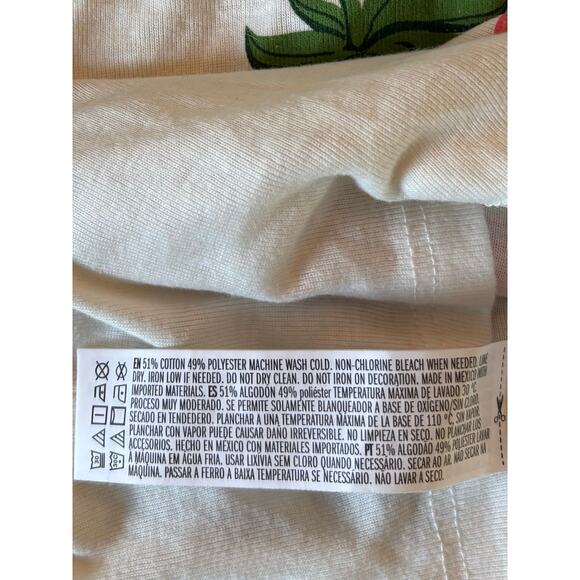 EN 51% COTTON 49% POLYESTER MACHINE WASH COLD. NON-CHLORINE BLEACH WHEN NEEDED. LINE
DRY. IRON LOW IF NEEDED. DO NOT DRY CLEAN. DO NOT IRON ON DECORATION. MADE IN MEXICO WITH
IMPORTED MATERIALS. ES 51% ALGODÓN 49% poliéster TEMPERATURA MÁXIMA DE LAVADO 30 °C.
PROCESO MUY MODERADO. SE PERMITE SOLAMENTE BLANQUEADOR A BASE DE OXÍGENO/SIN CLORO.
SECADO EN TENDEDERO. PLANCHAR A UNA TEMPERATURA MÁXIMA DE LA BASE DE 110 °C, SIN VAPOR.
PLANCHAR CON VAPOR PUEDE CAUSAR DAÑO IRREVERSIBLE. NO LIMPIEZA EN SECO. NO PLANCHAR LOS
ACCESORIOS. HECHO EN MÉXICO CON MATERIALES IMPORTADOS. PT 51% ALGODÃO 49% POLIÉSTER LAVAR
À MÁQUINA EM ÁGUA FRIA. USAR LIXIVIA SEM CLORO QUANDO NECESSÁRIO. SECAR AO AR. NÃO SECAR NA
MÁQUINA. PASSAR A FERRO A BAIXA TEMPERATURA SE NECESSÁRIO. NÃO LAVAR A SECO.